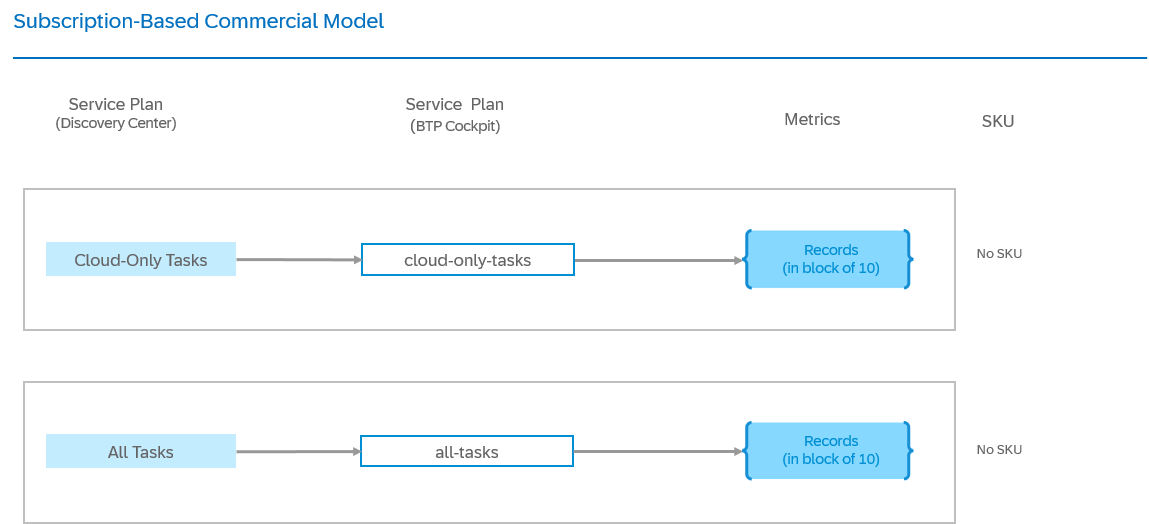 Subscription-Based Commercial Model
Service Plan
(Discovery Center)
Service Plan
(BTP Cockpit)
Metrics
SKU
Cloud-Only Tasks
cloud-only-tasks
Records
(in block of 10)
No SKU
All Tasks
all-tasks
Records
(in block of 10)
No SKU